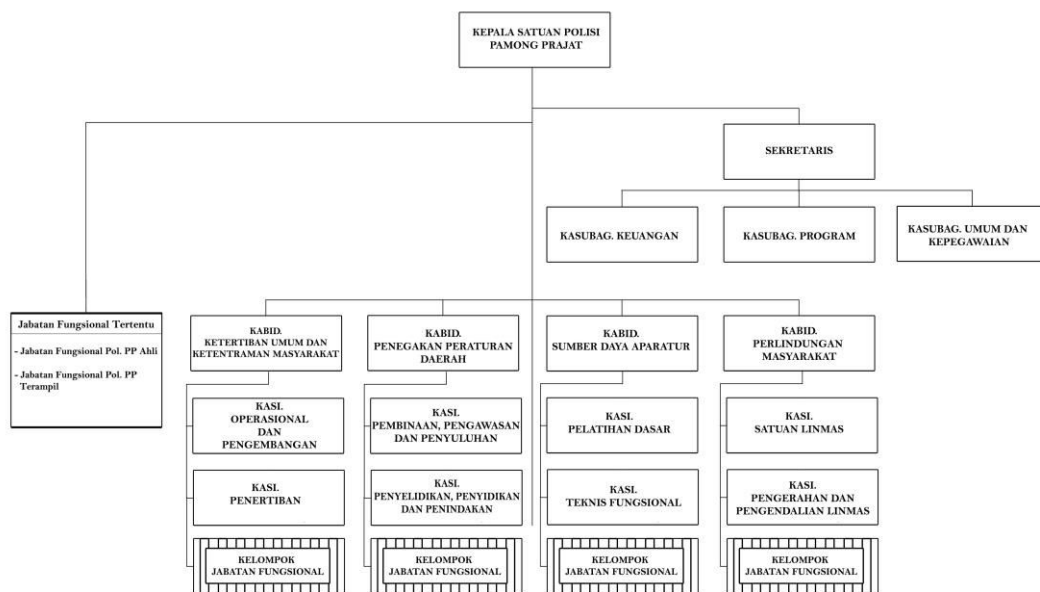 KEPALA SATUAN POLISI
PAMONG PRAJAT
SEKRETARIS
KASUBAG. KEUANGAN
KASUBAG. PROGRAM
KASUBAG. UMUM DAN
KEPEGAWAIAN
Jabatan Fungsional Tertentu
- Jabatan Fungsional Pol. PP Ahli
- Jabatan Fungsional Pol. PP
Terampil
KABID.
KETERTIBAN UMUM DAN
KETENTRAMAN MASYARAKAT
KABID.
PENEGAKAN PERATURAN
DAERAH
KABID.
SUMBER DAYA APARATUR
KABID.
PERLINDUNGAN
MASYARAKAT
KASI.
OPERASIONAL
DAN
PENGEMBANGAN
KASI.
PEMBINAAN, PENGAWASAN
DAN PENYULUHAN
KASI.
PELATIHAN DASAR
KASI.
SATUAN LINMAS
KASI.
PENERTIBAN
KASI.
PENYELIDIKAN, PENYIDIKAN
DAN PENINDAKAN
KASI.
TEKNIS FUNGSIONAL
KASI.
PENGERAHAN DAN
PENGENDALIAN LINMAS
KELOMPOK
JABATAN FUNGSIONAL
KELOMPOK
JABATAN FUNGSIONAL
KELOMPOK
JABATAN FUNGSIONAL
KELOMPOK
JABATAN FUNGSIONAL